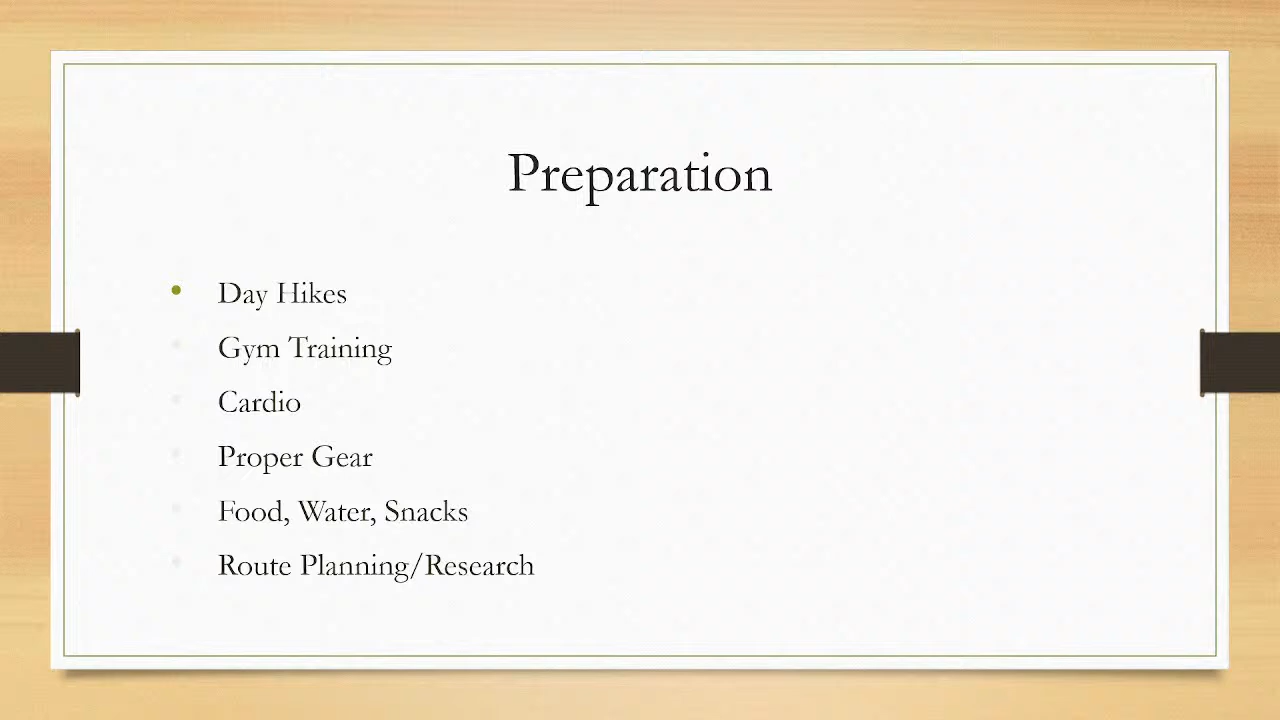 Preparation
• Day Hikes
• Gym Training
• Cardio
• Proper Gear
• Food, Water, Snacks
• Route Planning/Research